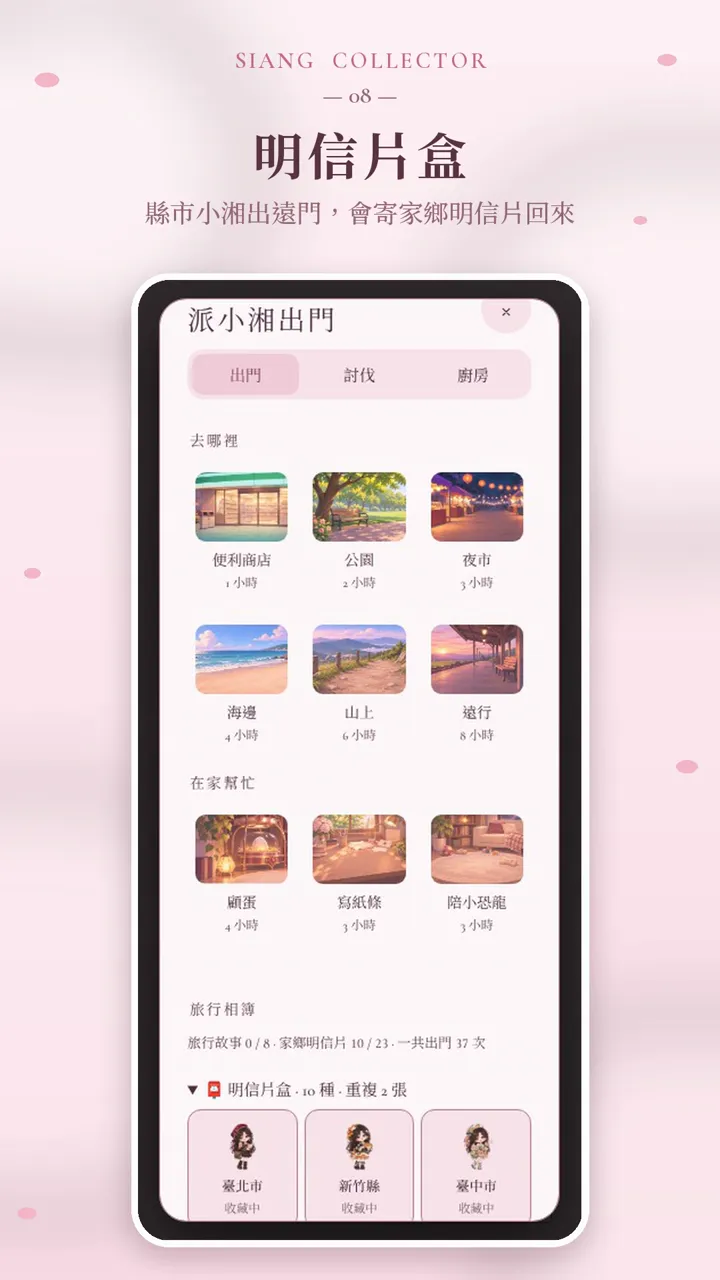 SIANG COLLECTOR
— 08 —
明信片盒
縣市小湘出遠門，會寄家鄉明信片回來
派小湘出門
×
出門 討伐 廚房
去哪裡
便利商店 公園 夜市
1 小時 2 小時 3 小時
海邊 山上 遠行
4 小時 6 小時 8 小時
在家幫忙
顧蛋 寫紙條 陪小恐龍
4 小時 3 小時 3 小時
旅行相簿
旅行故事 0 / 8 · 家鄉明信片 10 / 23 · 一共出門 37 次
▼ 📮 明信片盒 · 10 種 · 重複 2 張
臺北市 新竹縣 臺中市
收藏中 收藏中 收藏中